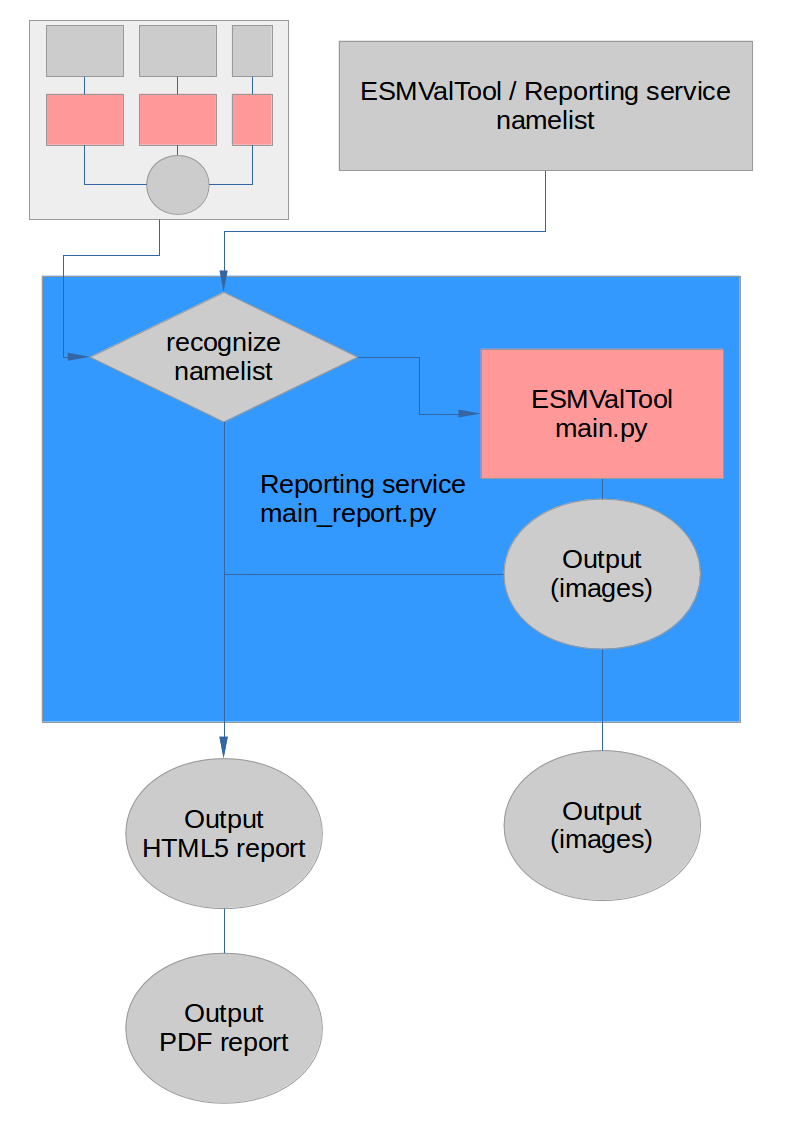 ESMValTool / Reporting service
namelist
recognize
namelist
ESMValTool
main.py
Reporting service
main_report.py
Output
(images)
Output
HTML5 report
Output
(images)
Output
PDF report